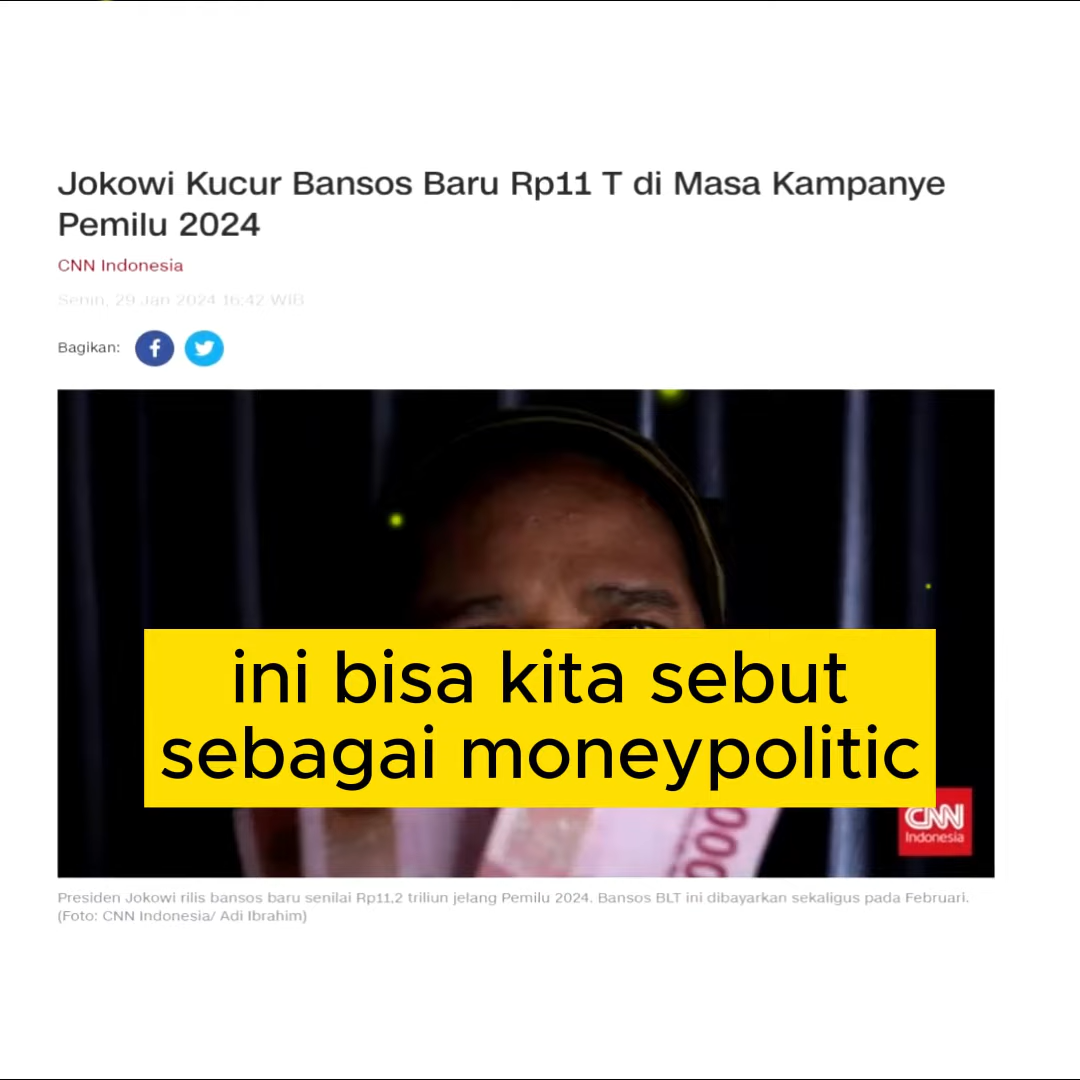 Jokowi Kucur Bansos Baru Rp11 T di Masa Kampanye
Pemilu 2024
CNN Indonesia
Senin, 29 Jan 2024 16:42 WIB
Bagikan:
ini bisa kita sebut
sebagai moneypolitic
000
CNN
Indonesia
Presiden Jokowi rilis bansos baru senilai Rp11,2 triliun jelang Pemilu 2024. Bansos BLT ini dibayarkan sekaligus pada Februari.
(Foto: CNN Indonesia/ Adi Ibrahim)